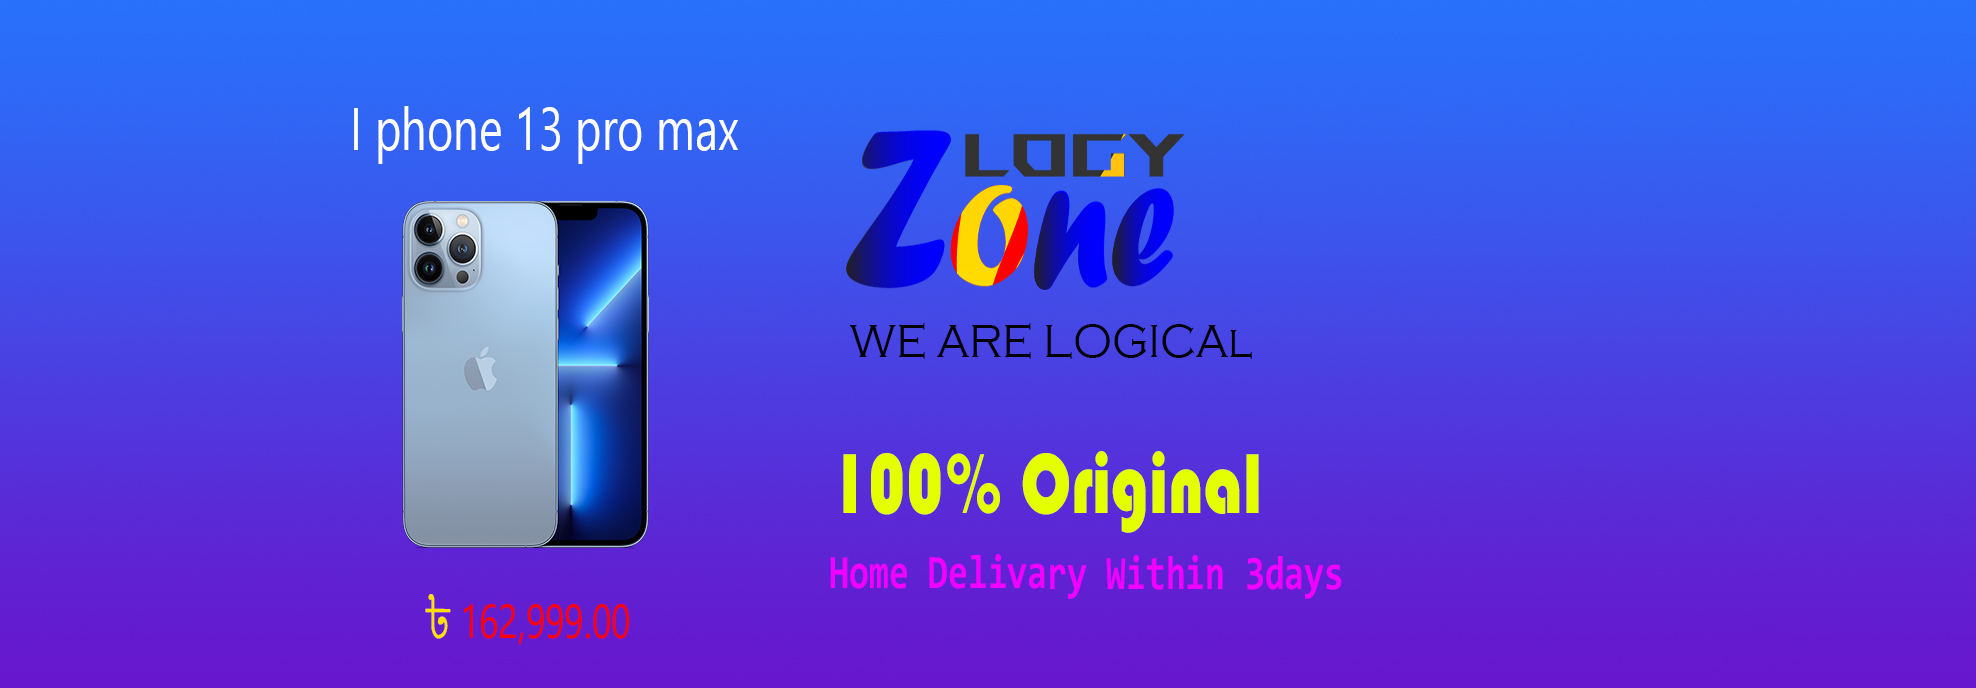 I phone 13 pro max
LOGY
Zone
WE ARE LOGICAL
100% Original
Home Delivary Within 3days
৳ 162,999.00